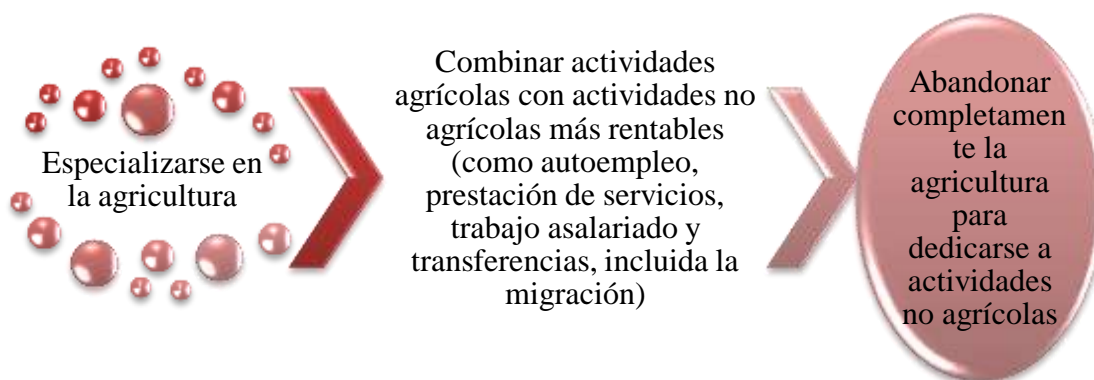 Especializarse en
la agricultura
Combinar actividades
agrícolas con actividades no
agrícolas más rentables
(como autoempleo,
prestación de servicios,
trabajo asalariado y
transferencias, incluida la
migración)
Abandonar
completamen
te la
agricultura
para
dedicarse a
actividades
no agrícolas